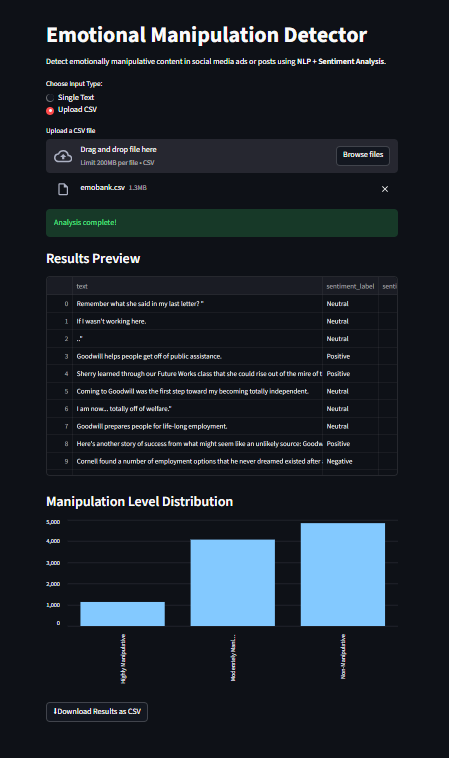 Emotional Manipulation Detector
Detect emotionally manipulative content in social media ads or posts using NLP + Sentiment Analysis.
Choose Input Type:
Single Text
Upload CSV
Upload a CSV file
Drag and drop file here
Limit 200MB per file • CSV
Browse files
emobank.csv 1.3MB
Analysis complete!
Results Preview
text sentiment_label senti
0 Remember what she said in my last letter? " Neutral
1 If I wasn't working here. Neutral
2 .." Neutral
3 Goodwill helps people get off of public assistance. Positive
4 Sherry learned through our Future Works class that she could rise out of the mire of t Positive
5 Coming to Goodwill was the first step toward my becoming totally independent. Neutral
6 I am now... totally off of welfare." Neutral
7 Goodwill prepares people for life-long employment. Neutral
8 Here's another story of success from what might seem like an unlikely source: Goodw Positive
9 Cornell found a number of employment options that he never dreamed existed after Negative
Manipulation Level Distribution
5,000
4,000
3,000
2,000
1,000
0
Highly Manipulative
Moderately Mani...
Non-Manipulative
⬇Download Results as CSV